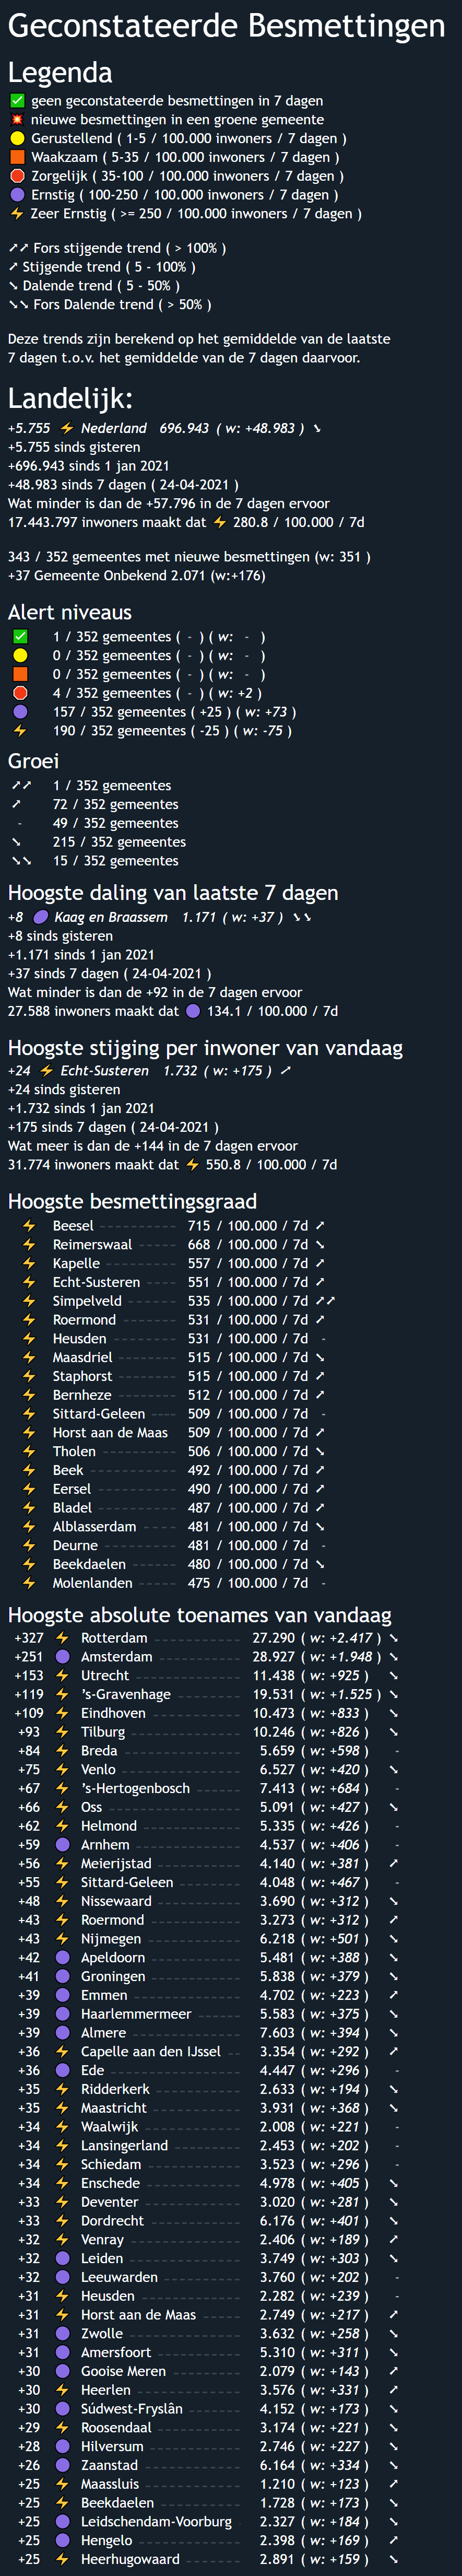 Geconstateerde Besmettingen
Legenda
✅ geen geconstateerde besmettingen in 7 dagen
💥 nieuwe besmettingen in een groene gemeente
🟡 Gerustellend ( 1-5 / 100.000 inwoners / 7 dagen )
🟧 Waakzaam ( 5-35 / 100.000 inwoners / 7 dagen )
🛑 Zorgelijk ( 35-100 / 100.000 inwoners / 7 dagen )
🟣 Ernstig ( 100-250 / 100.000 inwoners / 7 dagen )
⚡ Zeer Ernstig ( >= 250 / 100.000 inwoners / 7 dagen )
➚➚ Fors stijgende trend ( > 100% )
➚ Stijgende trend ( 5 - 100% )
➘ Dalende trend ( 5 - 50% )
➘➘ Fors Dalende trend ( > 50% )
Deze trends zijn berekend op het gemiddelde van de laatste
7 dagen t.o.v. het gemiddelde van de 7 dagen daarvoor.
Landelijk:
+5.755 ⚡ Nederland 696.943 ( w: +48.983 ) ➘
+5.755 sinds gisteren
+696.943 sinds 1 jan 2021
+48.983 sinds 7 dagen ( 24-04-2021 )
Wat minder is dan de +57.796 in de 7 dagen ervoor
17.443.797 inwoners maakt dat ⚡ 280.8 / 100.000 / 7d
343 / 352 gemeentes met nieuwe besmettingen (w: 351 )
+37 Gemeente Onbekend 2.071 (w:+176)
Alert niveaus
✅ 1 / 352 gemeentes ( - ) ( w: - )
🟡 0 / 352 gemeentes ( - ) ( w: - )
🟧 0 / 352 gemeentes ( - ) ( w: - )
🛑 4 / 352 gemeentes ( - ) ( w: +2 )
🟣 157 / 352 gemeentes ( +25 ) ( w: +73 )
⚡ 190 / 352 gemeentes ( -25 ) ( w: -75 )
Groei
➚➚ 1 / 352 gemeentes
➚ 72 / 352 gemeentes
- 49 / 352 gemeentes
➘ 215 / 352 gemeentes
➘➘ 15 / 352 gemeentes
Hoogste daling van laatste 7 dagen
+8 🟣 Kaag en Braassem 1.171 ( w: +37 ) ➘➘
+8 sinds gisteren
+1.171 sinds 1 jan 2021
+37 sinds 7 dagen ( 24-04-2021 )
Wat minder is dan de +92 in de 7 dagen ervoor
27.588 inwoners maakt dat 🟣 134.1 / 100.000 / 7d
Hoogste stijging per inwoner van vandaag
+24 ⚡ Echt-Susteren 1.732 ( w: +175 ) ➚
+24 sinds gisteren
+1.732 sinds 1 jan 2021
+175 sinds 7 dagen ( 24-04-2021 )
Wat meer is dan de +144 in de 7 dagen ervoor
31.774 inwoners maakt dat ⚡ 550.8 / 100.000 / 7d
Hoogste besmettingsgraad
⚡ Beesel 715 / 100.000 / 7d ➚
⚡ Reimerswaal 668 / 100.000 / 7d ➘
⚡ Kapelle 557 / 100.000 / 7d ➚
⚡ Echt-Susteren 551 / 100.000 / 7d ➚
⚡ Simpelveld 535 / 100.000 / 7d ➚➚
⚡ Roermond 531 / 100.000 / 7d ➚
⚡ Heusden 531 / 100.000 / 7d -
⚡ Maasdriel 515 / 100.000 / 7d ➘
⚡ Staphorst 515 / 100.000 / 7d ➚
⚡ Bernheze 512 / 100.000 / 7d ➚
⚡ Sittard-Geleen 509 / 100.000 / 7d -
⚡ Horst aan de Maas 509 / 100.000 / 7d ➚
⚡ Tholen 506 / 100.000 / 7d ➘
⚡ Beek 492 / 100.000 / 7d ➚
⚡ Eersel 490 / 100.000 / 7d ➚
⚡ Bladel 487 / 100.000 / 7d ➚
⚡ Alblasserdam 481 / 100.000 / 7d ➘
⚡ Deurne 481 / 100.000 / 7d -
⚡ Beekdaelen 480 / 100.000 / 7d ➘
⚡ Molenlanden 475 / 100.000 / 7d -
Hoogste absolute toenames van vandaag
+327 ⚡ Rotterdam 27.290 ( w: +2.417 ) ➘
+251 🟣 Amsterdam 28.927 ( w: +1.948 ) ➘
+153 ⚡ Utrecht 11.438 ( w: +925 ) ➘
+119 ⚡ 's-Gravenhage 19.531 ( w: +1.525 ) ➘
+109 ⚡ Eindhoven 10.473 ( w: +833 ) ➘
+93 ⚡ Tilburg 10.246 ( w: +826 ) ➘
+84 ⚡ Breda 5.659 ( w: +598 ) -
+75 ⚡ Venlo 6.527 ( w: +420 ) ➘
+67 ⚡ 's-Hertogenbosch 7.413 ( w: +684 ) -
+66 ⚡ Oss 5.091 ( w: +427 ) ➘
+62 ⚡ Helmond 5.335 ( w: +426 ) -
+59 🟣 Arnhem 4.537 ( w: +406 ) -
+56 ⚡ Meierijstad 4.140 ( w: +381 ) ➚
+55 ⚡ Sittard-Geleen 4.048 ( w: +467 ) -
+48 ⚡ Nissewaard 3.690 ( w: +312 ) ➘
+43 ⚡ Roermond 3.273 ( w: +312 ) ➚
+43 ⚡ Nijmegen 6.218 ( w: +501 ) ➘
+42 🟣 Apeldoorn 5.481 ( w: +388 ) ➘
+41 🟣 Groningen 5.838 ( w: +379 ) ➘
+39 🟣 Emmen 4.702 ( w: +223 ) ➚
+39 🟣 Haarlemmermeer 5.583 ( w: +375 ) ➘
+39 🟣 Almere 7.603 ( w: +394 ) ➘
+36 ⚡ Capelle aan den IJssel 3.354 ( w: +292 ) ➚
+36 🟣 Ede 4.447 ( w: +296 ) -
+35 ⚡ Ridderkerk 2.633 ( w: +194 ) ➘
+35 ⚡ Maastricht 3.931 ( w: +368 ) ➘
+34 ⚡ Waalwijk 2.008 ( w: +221 ) -
+34 ⚡ Lansingerland 2.453 ( w: +202 ) -
+34 ⚡ Schiedam 3.523 ( w: +296 ) -
+34 ⚡ Enschede 4.978 ( w: +405 ) ➘
+33 ⚡ Deventer 3.020 ( w: +281 ) ➘
+33 ⚡ Dordrecht 6.176 ( w: +401 ) ➘
+32 ⚡ Venray 2.406 ( w: +189 ) ➚
+32 🟣 Leiden 3.749 ( w: +303 ) ➘
+32 🟣 Leeuwarden 3.760 ( w: +202 ) -
+31 ⚡ Heusden 2.282 ( w: +239 ) -
+31 ⚡ Horst aan de Maas 2.749 ( w: +217 ) ➚
+31 🟣 Zwolle 3.632 ( w: +258 ) ➘
+31 🟣 Amersfoort 5.310 ( w: +311 ) ➘
+30 🟣 Gooise Meren 2.079 ( w: +143 ) ➚
+30 ⚡ Heerlen 3.576 ( w: +331 ) ➚
+30 🟣 Súdwest-Fryslân 4.152 ( w: +173 ) ➘
+29 ⚡ Roosendaal 3.174 ( w: +221 ) ➘
+28 🟣 Hilversum 2.746 ( w: +227 ) ➘
+26 🟣 Zaanstad 6.164 ( w: +334 ) ➘
+25 ⚡ Maassluis 1.210 ( w: +123 ) ➚
+25 ⚡ Beekdaelen 1.728 ( w: +173 ) ➘
+25 🟣 Leidschendam-Voorburg 2.327 ( w: +184 ) ➘
+25 🟣 Hengelo 2.398 ( w: +169 ) ➚
+25 ⚡ Heerhugowaard 2.891 ( w: +159 ) ➘